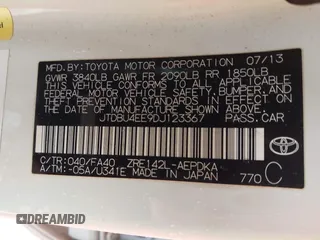 MFD BY: TOYOTA MOTOR CORPORATION 07/13
GVWR 3840LB GAWR FR 2090LB RR 1850LB
THIS VEHICLE CONFORMS TO ALL APPLICABLE
FEDERAL MOTOR VEHICLE SAFETY, BUMPER, AND
THEFT PREVENTION STANDARDS IN EFFECT ON
THE DATE OF MANUFACTURE SHOWN ABOVE.
JTDBU4EE9DJ123367 PASS. CAR
C/TR: 040/FA40 ZRE142L-AEPDKA
A/TM: -05A/U341E MADE IN JAPAN 770 C
TOYOTA
©DREAMBID